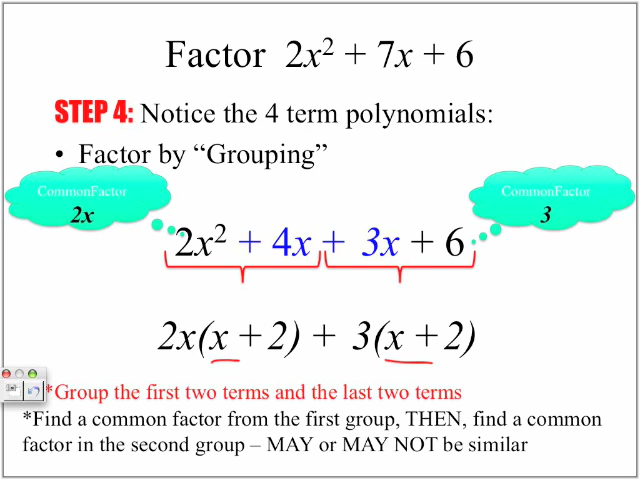 Factor 2x² + 7x + 6
STEP 4: Notice the 4 term polynomials:
• Factor by “Grouping”
CommonFactor
2x
CommonFactor
3
2x² + 4x + 3x + 6
2x(x + 2) + 3(x + 2)
*Group the first two terms and the last two terms
*Find a common factor from the first group, THEN, find a common
factor in the second group – MAY or MAY NOT be similar